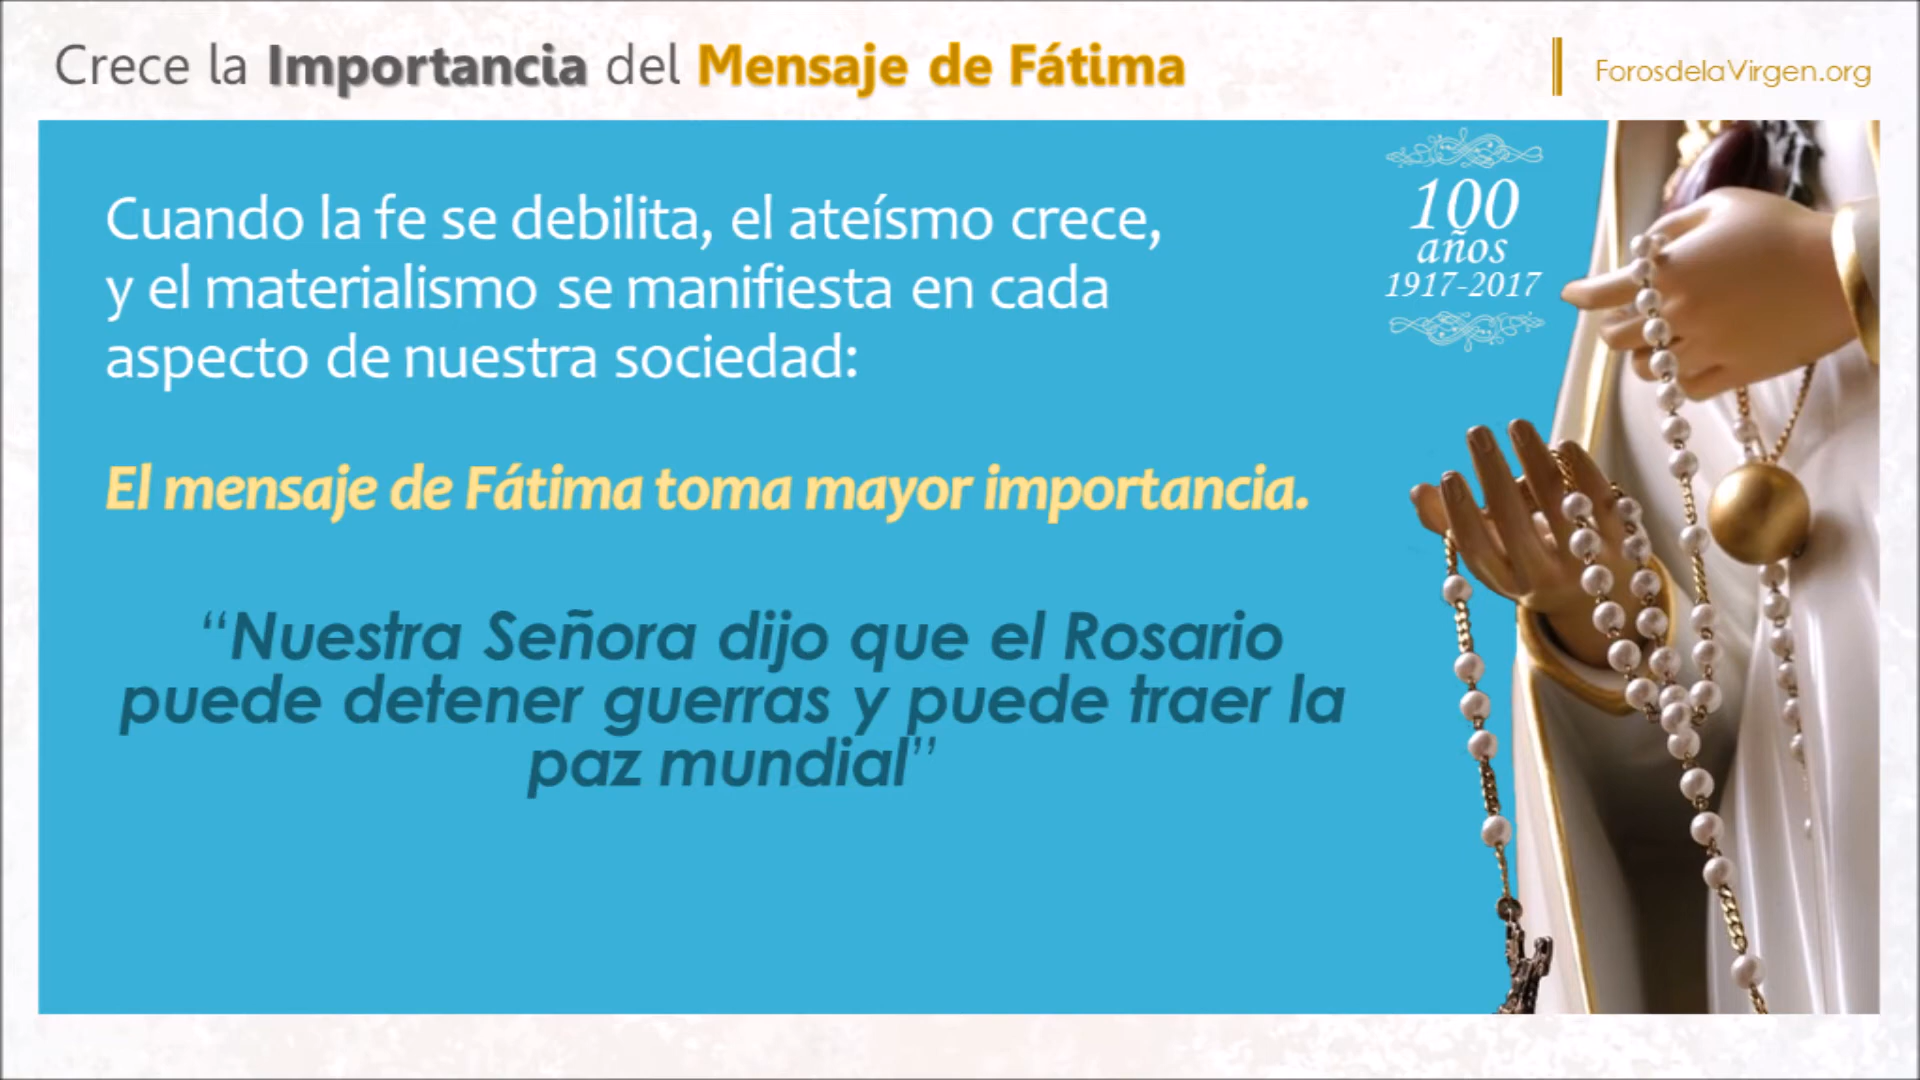 Crece la Importancia del Mensaje de Fátima
ForosdelaVirgen.org
Cuando la fe se debilita, el ateísmo crece,
y el materialismo se manifiesta en cada
aspecto de nuestra sociedad:
El mensaje de Fátima toma mayor importancia.
“Nuestra Señora dijo que el Rosario
puede detener guerras y puede traer la
paz mundial”
100
años
1917-2017